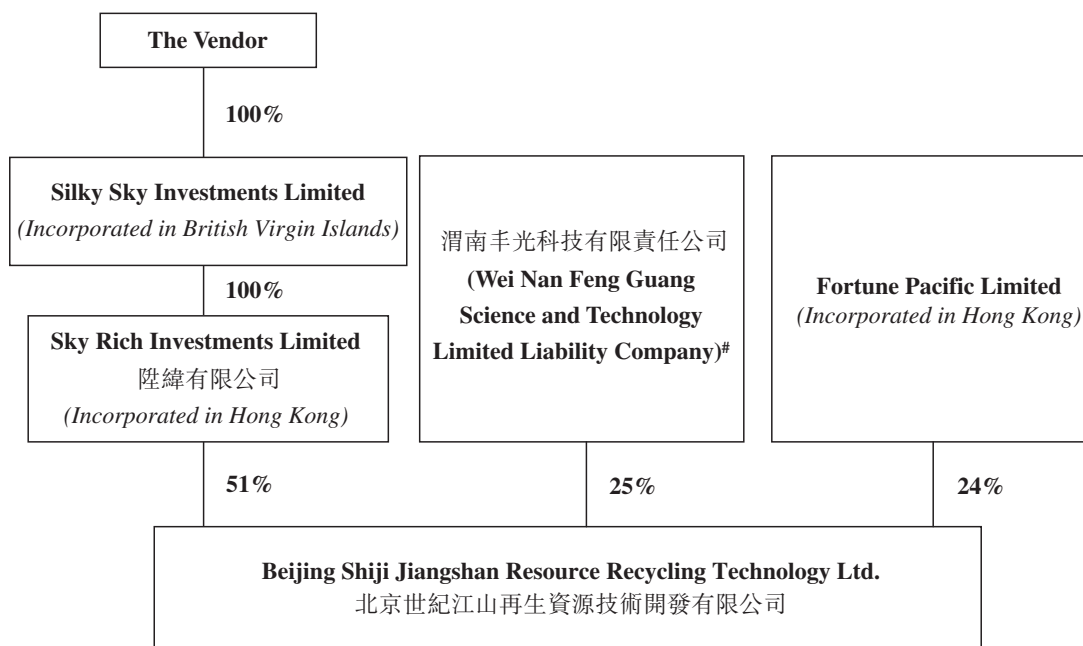 The Vendor
100%
Silky Sky Investments Limited
(Incorporated in British Virgin Islands)
100%
Sky Rich Investments Limited
陞緯有限公司
(Incorporated in Hong Kong)
51%
渭南丰光科技有限責任公司
(Wei Nan Feng Guang
Science and Technology
Limited Liability Company)#
25%
Fortune Pacific Limited
(Incorporated in Hong Kong)
24%
Beijing Shiji Jiangshan Resource Recycling Technology Ltd.
北京世紀江山再生資源技術開發有限公司